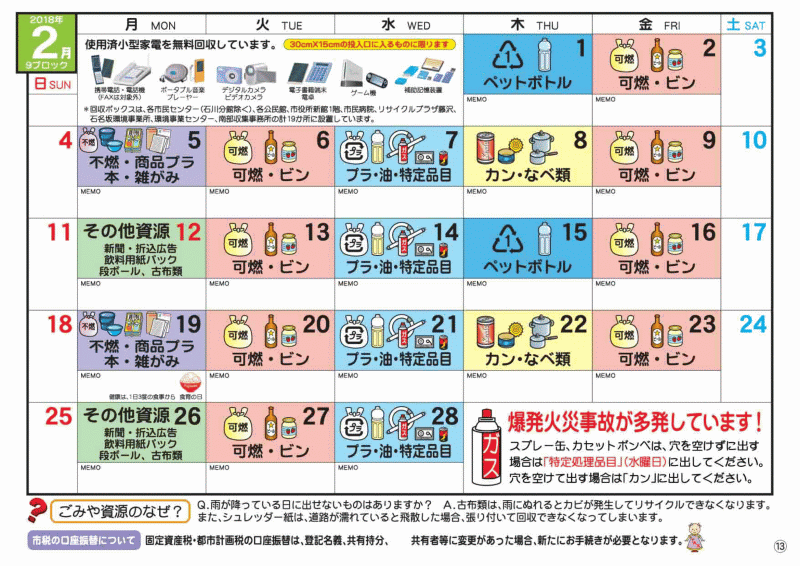 2018年
2月
9ブロック
日 SUN
月 MON
火 TUE
水 WED
木 THU
金 FRI
土 SAT
使用済小型家電を無料回収しています。
30cm×15cmの投入口に入るものに限ります
携帯電話・電話機
(FAXは対象外)
ポータブル音楽
プレーヤー
デジタルカメラ
ビデオカメラ
電子書籍端末
電卓
ゲーム機
補助記憶装置
*回収ボックスは、各市民センター(石川分館除く)、各公民館、市役所新館1階、市民病院、リサイクルプラザ藤沢、
石名坂環境事業所、環境事業センター、南部収集事務所の計19カ所に設置しています。
1
1
ペットボトル
MEMO
可燃
2
可燃・ビン
MEMO
3
4
不燃
5
不燃・商品プラ
本・雑がみ
MEMO
可燃
6
可燃・ビン
MEMO
プラ
7
プラ・油・特定品目
MEMO
8
カン・なべ類
MEMO
可燃
9
可燃・ビン
MEMO
10
11
その他資源 12
新聞・折込広告
飲料用紙パック
段ボール、古布類
MEMO
可燃
13
可燃・ビン
MEMO
プラ
14
プラ・油・特定品目
MEMO
1
15
ペットボトル
MEMO
可燃
16
可燃・ビン
MEMO
17
18
不燃
19
不燃・商品プラ
本・雑がみ
MEMO
健康は、1日3膳の食事から 食育の日
可燃
20
可燃・ビン
MEMO
プラ
21
プラ・油・特定品目
MEMO
22
カン・なべ類
MEMO
可燃
23
可燃・ビン
MEMO
24
25
その他資源 26
新聞・折込広告
飲料用紙パック
段ボール、古布類
MEMO
可燃
27
可燃・ビン
MEMO
プラ
28
プラ・油・特定品目
MEMO
ガス
爆発火災事故が多発しています!
スプレー缶、カセットボンベは、穴を空けずに出す
場合は「特定処理品目」(水曜日)に出してください。
穴を空けて出す場合は「カン」に出してください。
?
ごみや資源のなぜ?
Q.雨が降っている日に出せないものはありますか? A.古布類は、雨にぬれるとカビが発生してリサイクルできなくなります。
また、シュレッダー紙は、道路が濡れていると飛散した場合、張り付いて回収できなくなってしまいます。
市税の口座振替について
固定資産税・都市計画税の口座振替は、登記名義、共有持分、 共有者等に変更があった場合、新たにお手続きが必要となります。
⑬